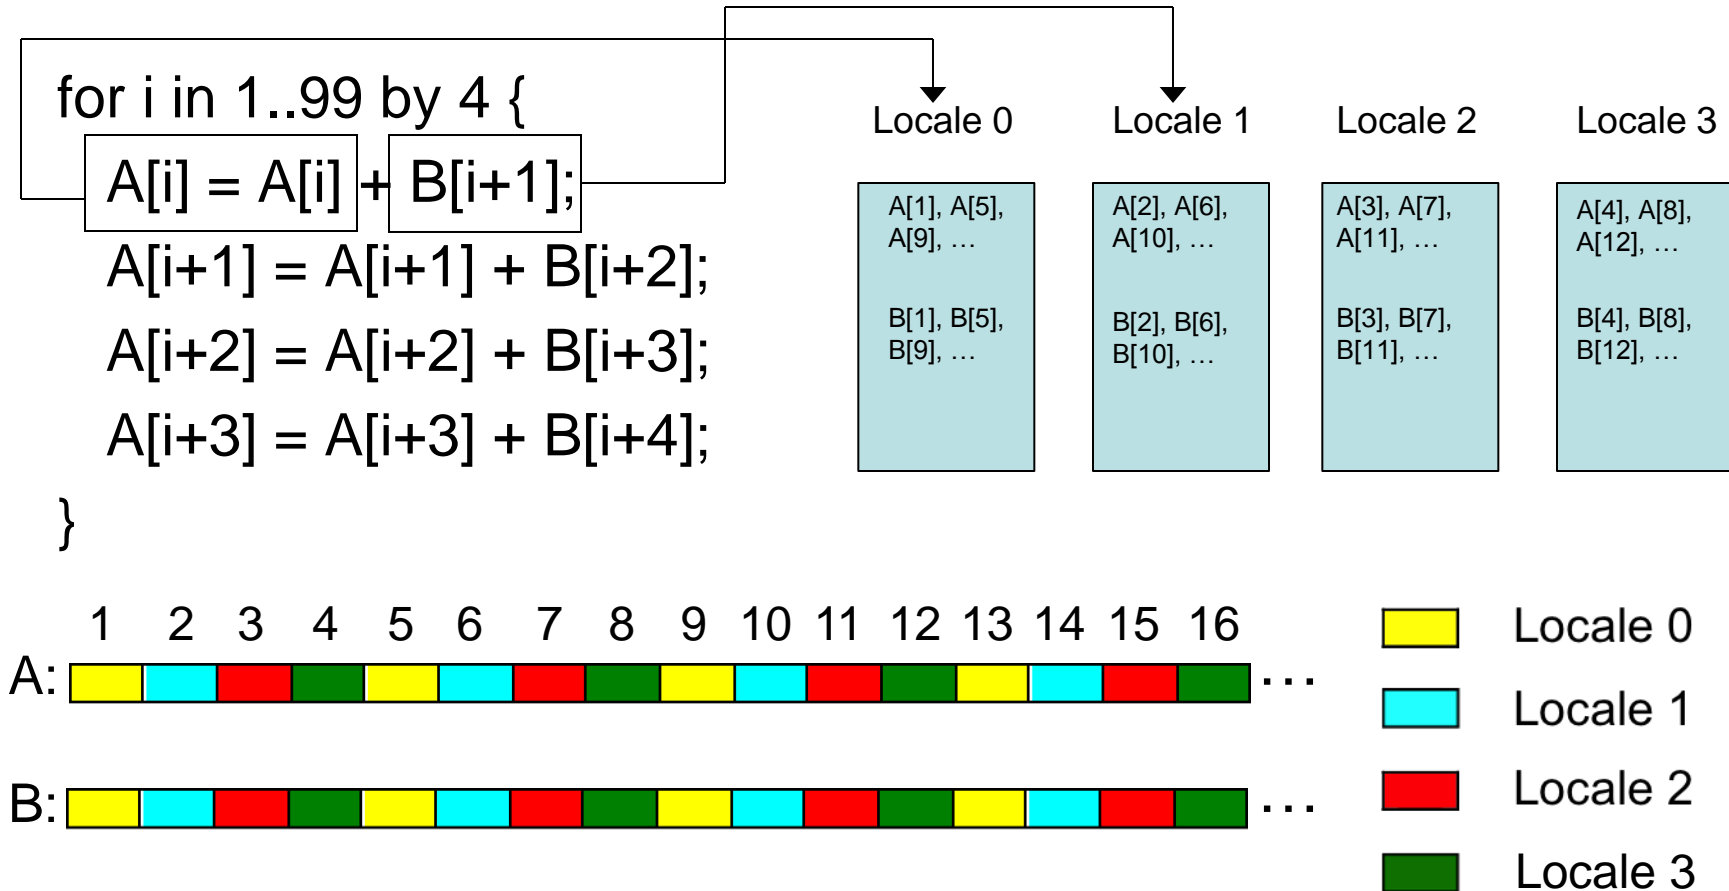 for i in 1..99 by 4 {
A[i] = A[i] + B[i+1];
A[i+1] = A[i+1] + B[i+2];
A[i+2] = A[i+2] + B[i+3];
A[i+3] = A[i+3] + B[i+4];
}
Locale 0
A[1], A[5],
A[9], …
B[1], B[5],
B[9], …
Locale 1
A[2], A[6],
A[10], …
B[2], B[6],
B[10], …
Locale 2
A[3], A[7],
A[11], …
B[3], B[7],
B[11], …
Locale 3
A[4], A[8],
A[12], …
B[4], B[8],
B[12], …
1 2 3 4 5 6 7 8 9 10 11 12 13 14 15 16
A: …
B: …
Locale 0
Locale 1
Locale 2
Locale 3